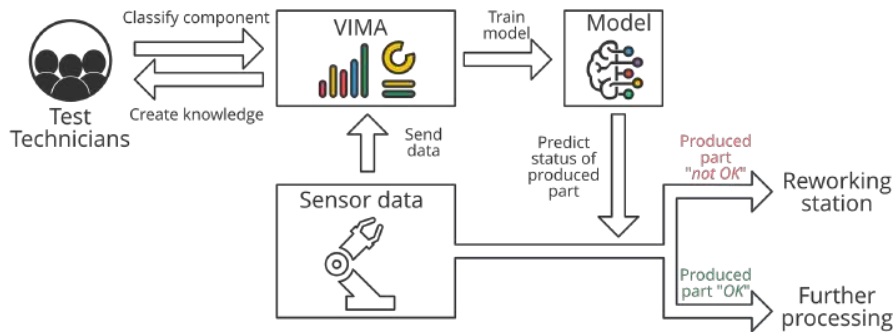 Classify component
VIMA
Train
model
Model
Test
Technicians
Create knowledge
Send
data
Predict
status of
produced
part
Produced
part
"not OK"
Reworking
station
Sensor data
Produced
part "OK"
Further
processing